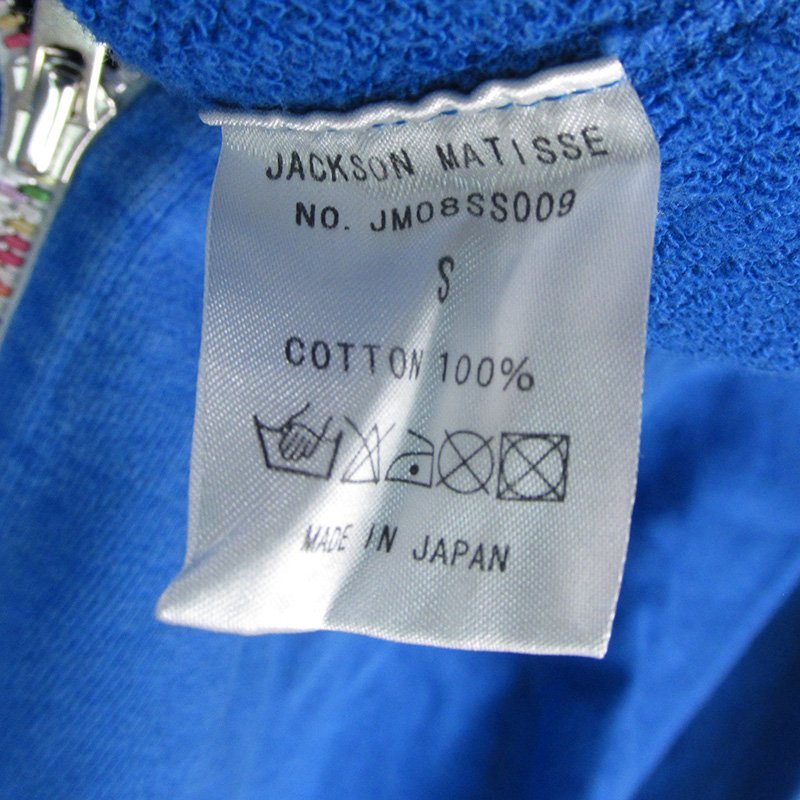 JACKSON MATISSE
NO. JM08SS009
S
COTTON 100%
MADE IN JAPAN